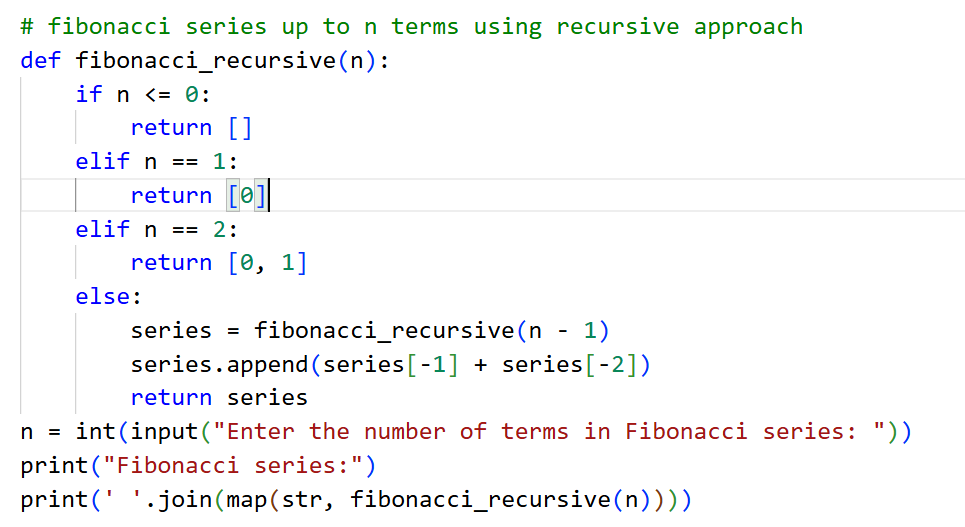 # fibonacci series up to n terms using recursive approach
def fibonacci_recursive(n):
    if n <= 0:
        return []
    elif n == 1:
        return [0]
    elif n == 2:
        return [0, 1]
    else:
        series = fibonacci_recursive(n - 1)
        series.append(series[-1] + series[-2])
        return series
n = int(input("Enter the number of terms in Fibonacci series: "))
print("Fibonacci series:")
print(' '.join(map(str, fibonacci_recursive(n))))